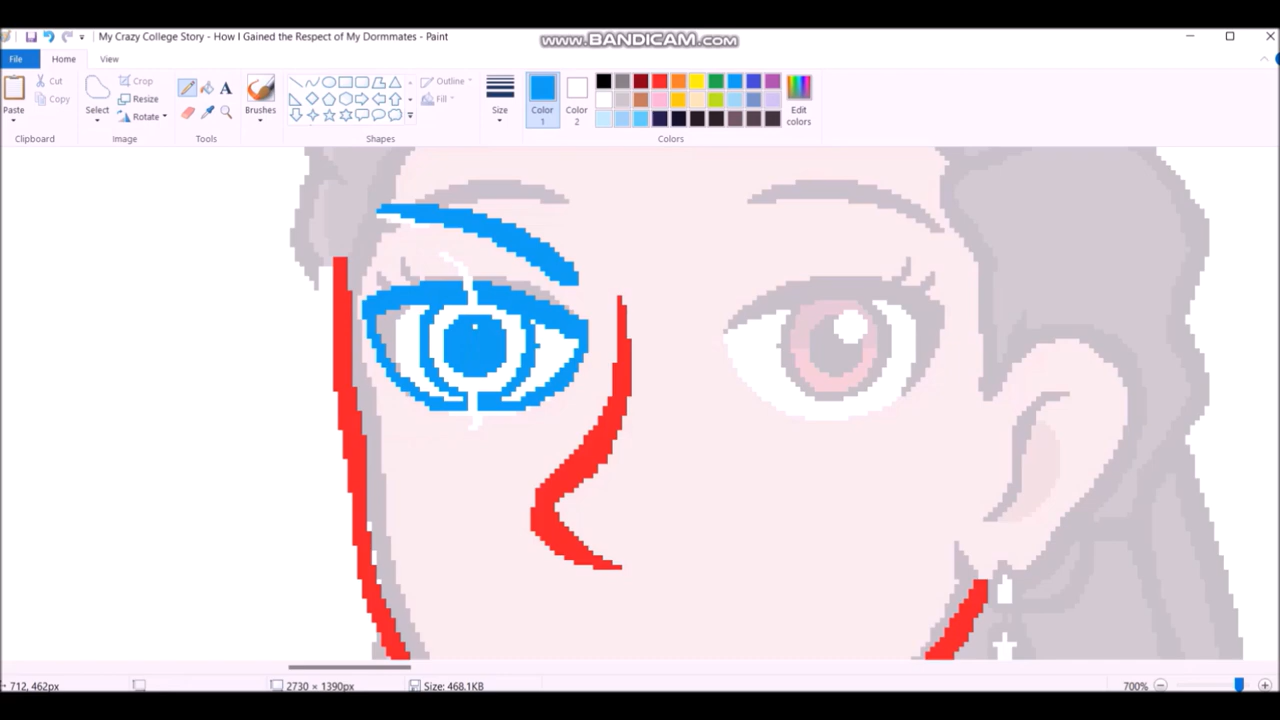 www.BANDICAM.com
My Crazy College Story - How I Gained the Respect of My Dormmates - Paint
File
Home
View
Cut
Copy
Paste
Clipboard
Crop
Resize
Rotate
Select
Image
A
Tools
Brushes
Outline
Fill
Shapes
Size
Color
1
Color
2
Edit
colors
Colors
712, 462px
2730 × 1390px
Size: 468.1KB
700%